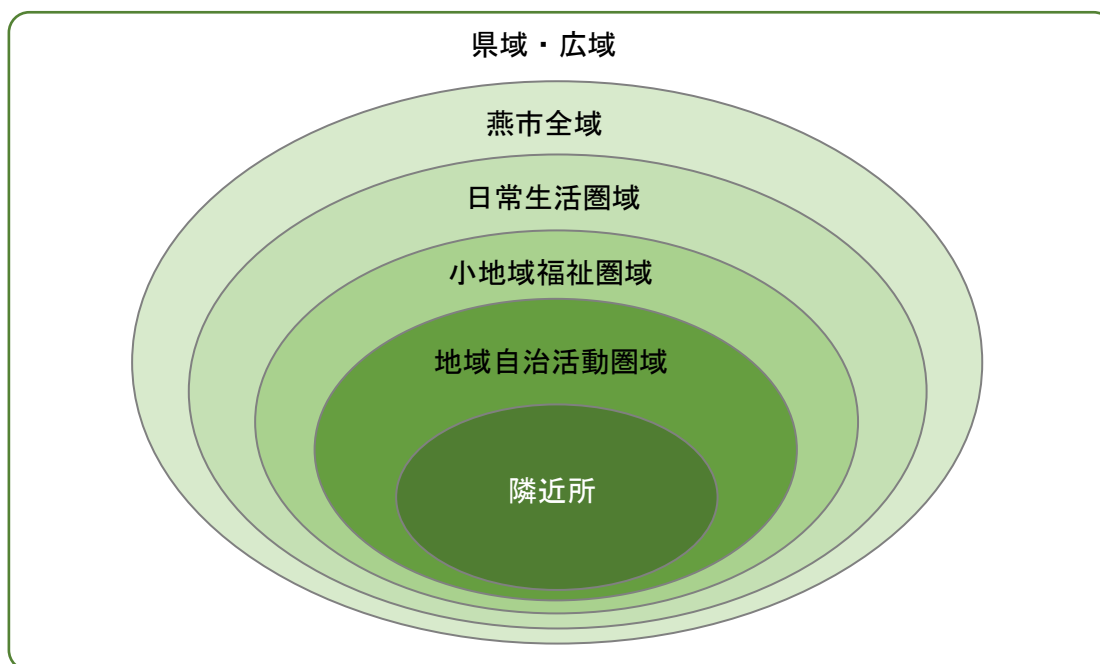 県域・広域
燕市全域
日常生活圏域
小地域福祉圏域
地域自治活動圏域
隣近所